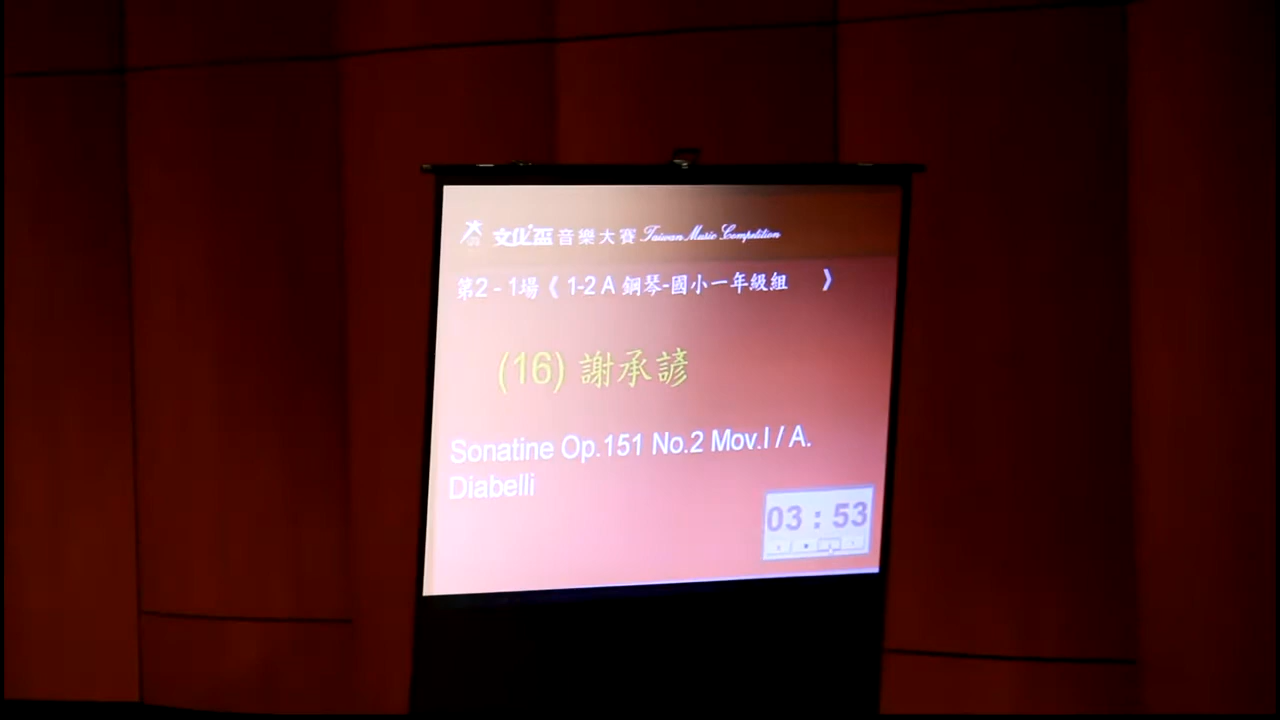 文化盃音樂大賽 Taiwan Music Competition
第2-1場《 1-2 A 鋼琴-國小一年級組 》
(16) 謝承諺
Sonatine Op.151 No.2 Mov.I / A.
Diabelli
03 : 53